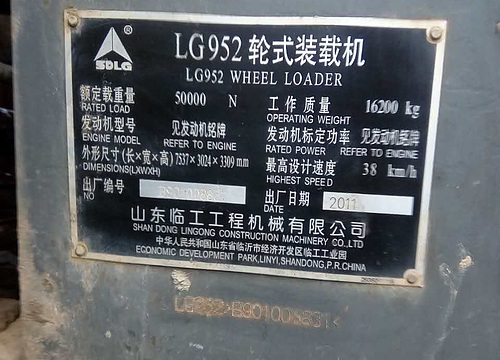 ®
SDLG
LG952 轮式装载机
LG952 WHEEL LOADER
额定载重量 50000 N
RATED LOAD
工作质量 16200 kg
OPERATING WEIGHT
发动机型号 见发动机铭牌
ENGINE MODEL REFER TO ENGINE
发动机标定功率 见发动机铭牌
RATED POWER REFER TO ENGINE
外形尺寸(长×宽×高) 7537×3024×3309 mm
DIMENSIONS(LXWXH)
最高设计速度 38 km/h
HIGHEST SPEED
出厂编号
NO
出厂日期 2011
DATE
山东临工工程机械有限公司
SHAN DONG LINGONG CONSTRUCTION MACHINERY CO.,LTD
中华人民共和国山东省临沂市经济开发区临工工业园
ECONOMIC DEVELOPMENT PARK,LINYI,SHANDONG,P.R.CHINA